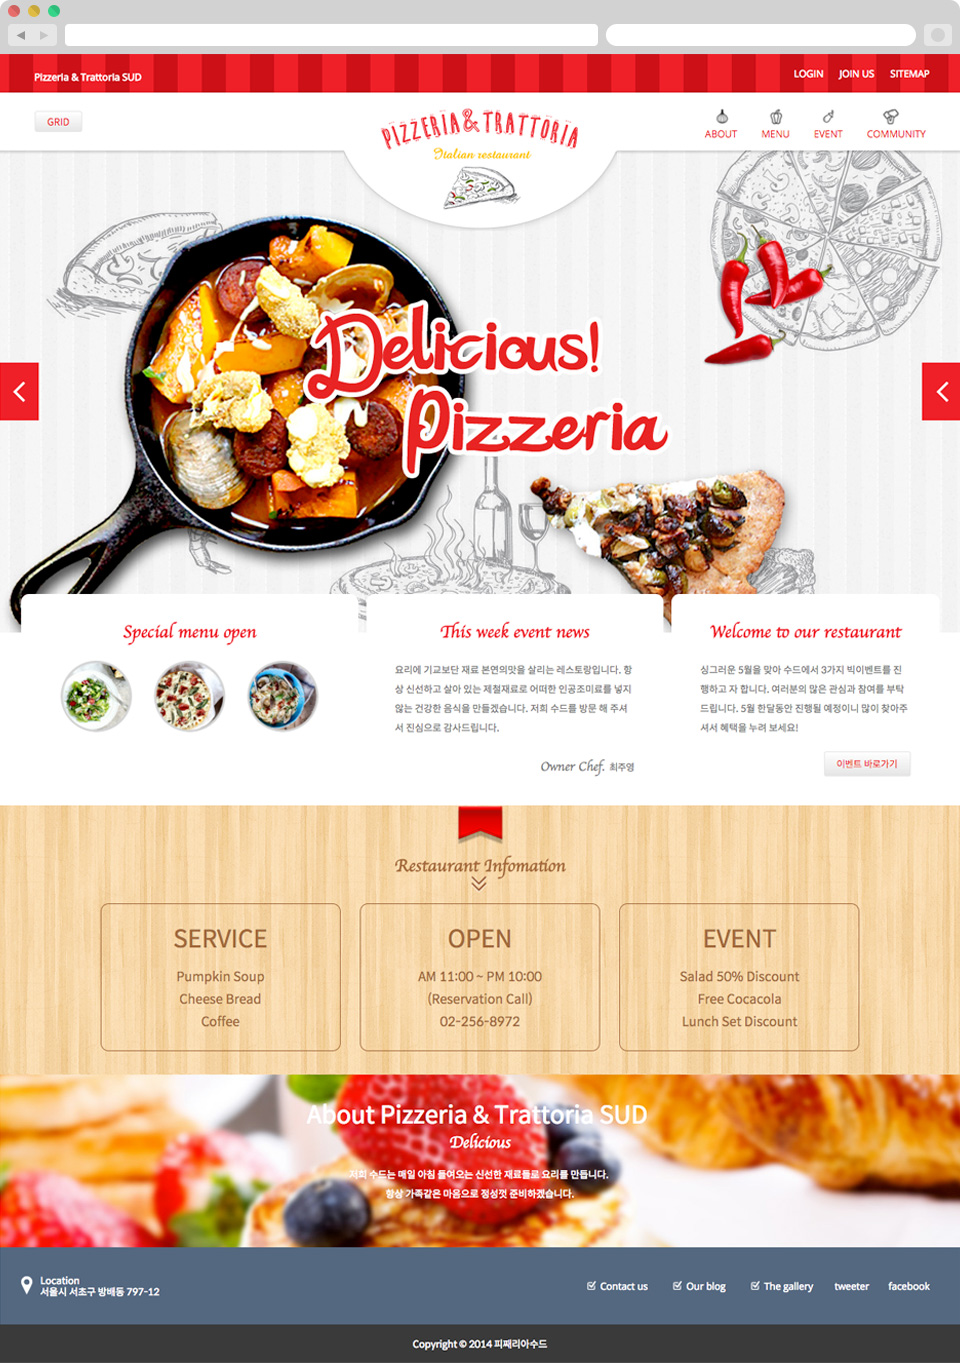 Pizzeria & Trattoria SUD
LOGIN JOIN US SITEMAP
GRID
PIZZERIA & TRATTORIA
Italian restaurant
ABOUT MENU EVENT COMMUNITY
Delicious!
Pizzeria
Special menu open
This week event news
요리에 기교보단 재료 본연의맛을 살리는 레스토랑입니다. 항
상 신선하고 살아 있는 제철재료로 어떠한 인공조미료를 넣지
않는 건강한 음식을 만들겠습니다. 저희 수드를 방문 해 주셔
서 진심으로 감사드립니다.
Owner Chef. 최주영
Welcome to our restaurant
싱그러운 5월을 맞아 수드에서 3가지 빅이벤트를 진
행하고 자 합니다. 여러분의 많은 관심과 참여를 부탁
드립니다. 5월 한달동안 진행될 예정이니 많이 찾아주
셔서 혜택을 누려 보세요!
이벤트 바로가기
Restaurant Infomation
SERVICE
Pumpkin Soup
Cheese Bread
Coffee
OPEN
AM 11:00 ~ PM 10:00
(Reservation Call)
02-256-8972
EVENT
Salad 50% Discount
Free Cocacola
Lunch Set Discount
About Pizzeria & Trattoria SUD
Delicious
저희 수드는 매일 아침 들여오는 신선한 재료들로 요리를 만듭니다.
항상 가족같은 마음으로 정성껏 준비하겠습니다.
Location
서울시 서초구 방배동 797-12
Contact us Our blog The gallery tweeter facebook
Copyright © 2014 피째리아수드